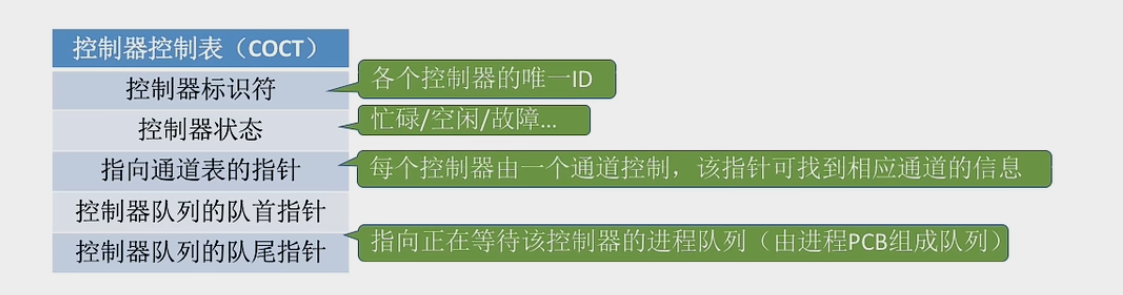 控制器控制表（COCT）
控制器标识符
各个控制器的唯一ID
控制器状态
忙碌/空闲/故障...
指向通道表的指针
每个控制器由一个通道控制，该指针可找到相应通道的信息
控制器队列的队首指针
控制器队列的队尾指针
指向正在等待该控制器的进程队列（由进程PCB组成队列）